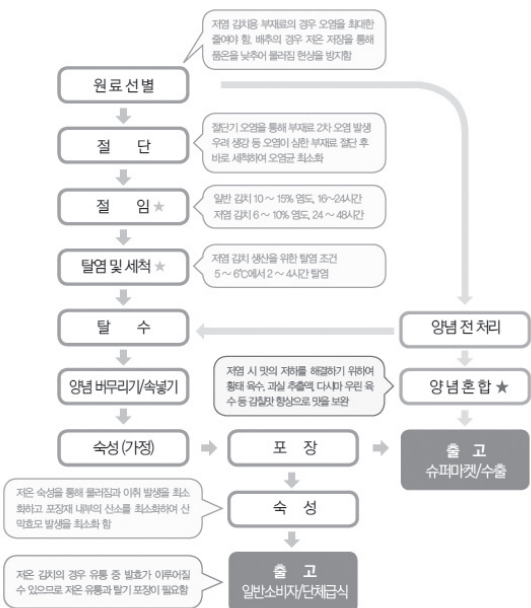 저염 김치용 부재료의 경우 오염을 최대한
줄여야 함, 배추의 경우 저온 저장을 통해
품온을 낮추어 물러짐 현상을 방지함
원료선별
절단기 오염을 통해 부재료 2차 오염 발생
우려 생강 등 오염이 심한 부재료 절단 후
바로 세척하여 오염균 최소화
절 단
일반 김치 10 ~ 15% 염도, 16~24시간
저염 김치 6 ~ 10% 염도, 24 ~ 48시간
절 임 ★
저염 김치 생산을 위한 탈염 조건
5 ~ 6℃에서 2 ~ 4시간 탈염
탈염 및 세척 ★
탈 수
양념 전 처리
저염 시 맛의 저하를 해결하기 위하여
황태 육수, 과실 추출액, 다시마 우린 육
수 등 감칠맛 향상으로 맛을 보완
양념 버무리기/속넣기
양념혼합 ★
숙성 (가정)
포 장
출 고
슈퍼마켓/수출
저온 숙성을 통해 물러짐과 이취 발생을 최소
화하고 포장재 내부의 산소를 최소화하여 산
막효모 발생을 최소화 함
숙 성
저온 김치의 경우 유통 중 발효가 이루어질
수 있으므로 저온 유통과 탈기 포장이 필요함
출 고
일반소비자/단체급식